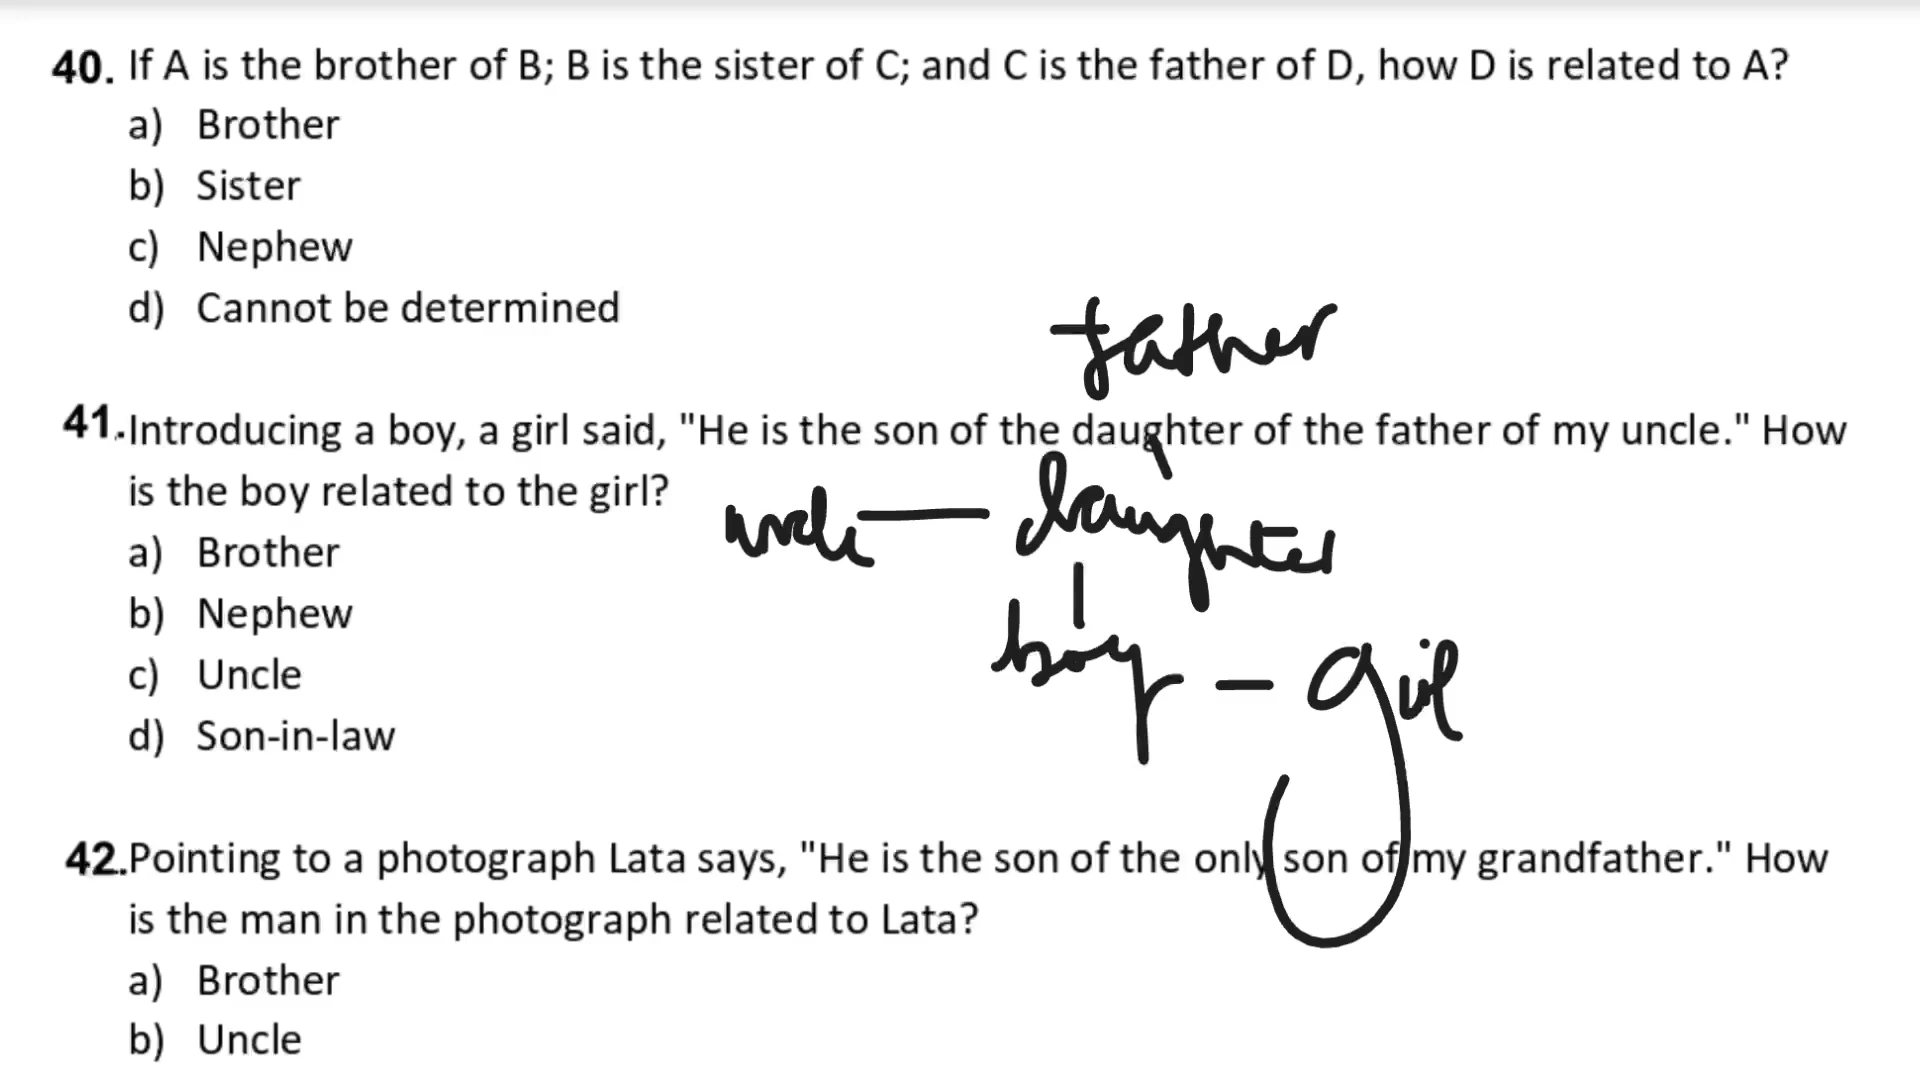 40. If A is the brother of B; B is the sister of C; and C is the father of D, how D is related to A?
a) Brother
b) Sister
c) Nephew
d) Cannot be determined
father
41. Introducing a boy, a girl said, "He is the son of the daughter of the father of my uncle." How
is the boy related to the girl?
uncle — daughter
a) Brother
b) Nephew
boy - girl
c) Uncle
d) Son-in-law
42. Pointing to a photograph Lata says, "He is the son of the only son of my grandfather." How
is the man in the photograph related to Lata?
a) Brother
b) Uncle